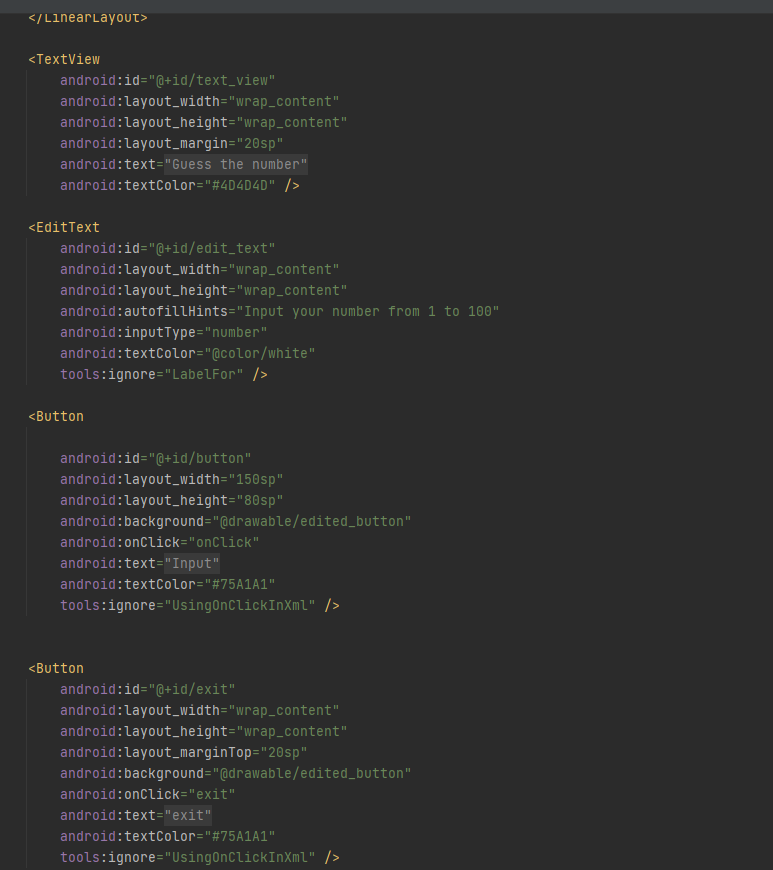 </LinearLayout>
<TextView
android:id="@+id/text_view"
android:layout_width="wrap_content"
android:layout_height="wrap_content"
android:layout_margin="20sp"
android:text="Guess the number"
android:textColor="#4D4D4D" />
<EditText
android:id="@+id/edit_text"
android:layout_width="wrap_content"
android:layout_height="wrap_content"
android:autofillHints="Input your number from 1 to 100"
android:inputType="number"
android:textColor="@color/white"
tools:ignore="LabelFor" />
<Button
android:id="@+id/button"
android:layout_width="150sp"
android:layout_height="80sp"
android:background="@drawable/edited_button"
android:onClick="onClick"
android:text="Input"
android:textColor="#75A1A1"
tools:ignore="UsingOnClickInXml" />
<Button
android:id="@+id/exit"
android:layout_width="wrap_content"
android:layout_height="wrap_content"
android:layout_marginTop="20sp"
android:background="@drawable/edited_button"
android:onClick="exit"
android:text="exit"
android:textColor="#75A1A1"
tools:ignore="UsingOnClickInXml" />